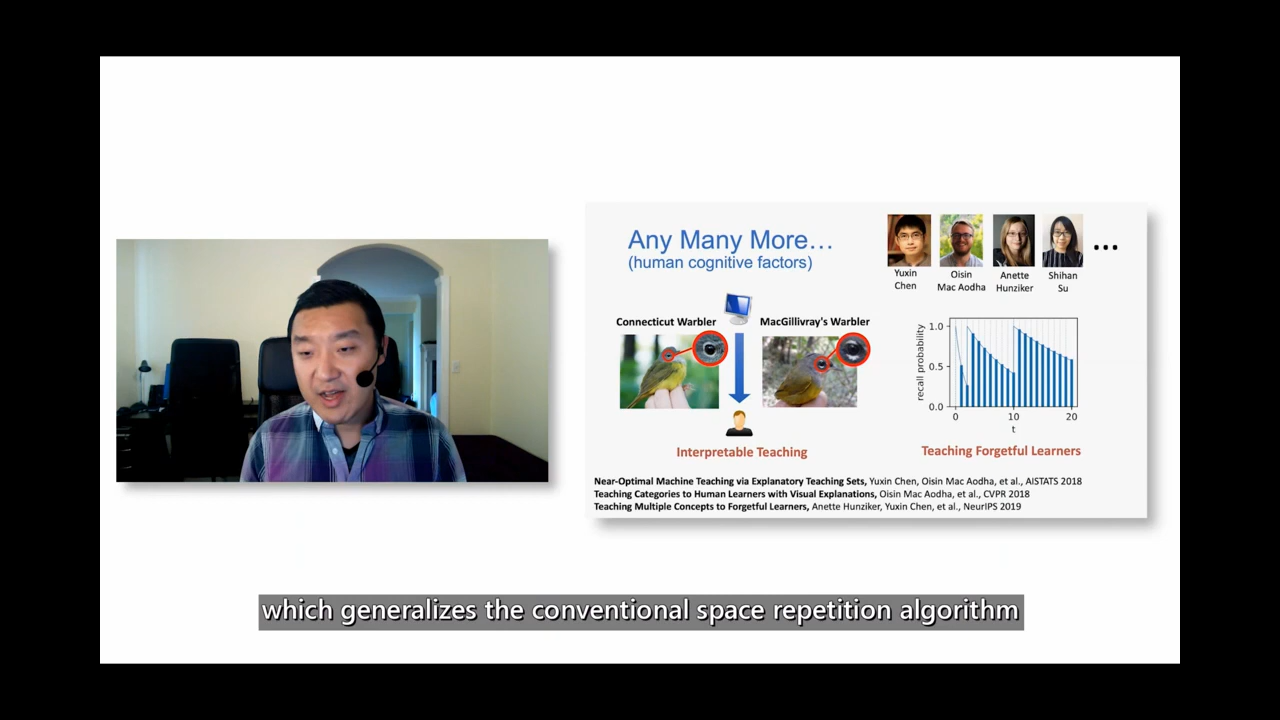 Any Many More…
(human cognitive factors)
Yuxin
Chen
Oisin
Mac Aodha
Anette
Hunziker
Shihan
Su
...
Connecticut Warbler
MacGillivray's Warbler
Interpretable Teaching
recall probability
1.0
0.5
0.0
0
10
20
t
Teaching Forgetful Learners
Near-Optimal Machine Teaching via Explanatory Teaching Sets, Yuxin Chen, Oisin Mac Aodha, et al., AISTATS 2018
Teaching Categories to Human Learners with Visual Explanations, Oisin Mac Aodha, et al., CVPR 2018
Teaching Multiple Concepts to Forgetful Learners, Anette Hunziker, Yuxin Chen, et al., NeurIPS 2019
which generalizes the conventional space repetition algorithm